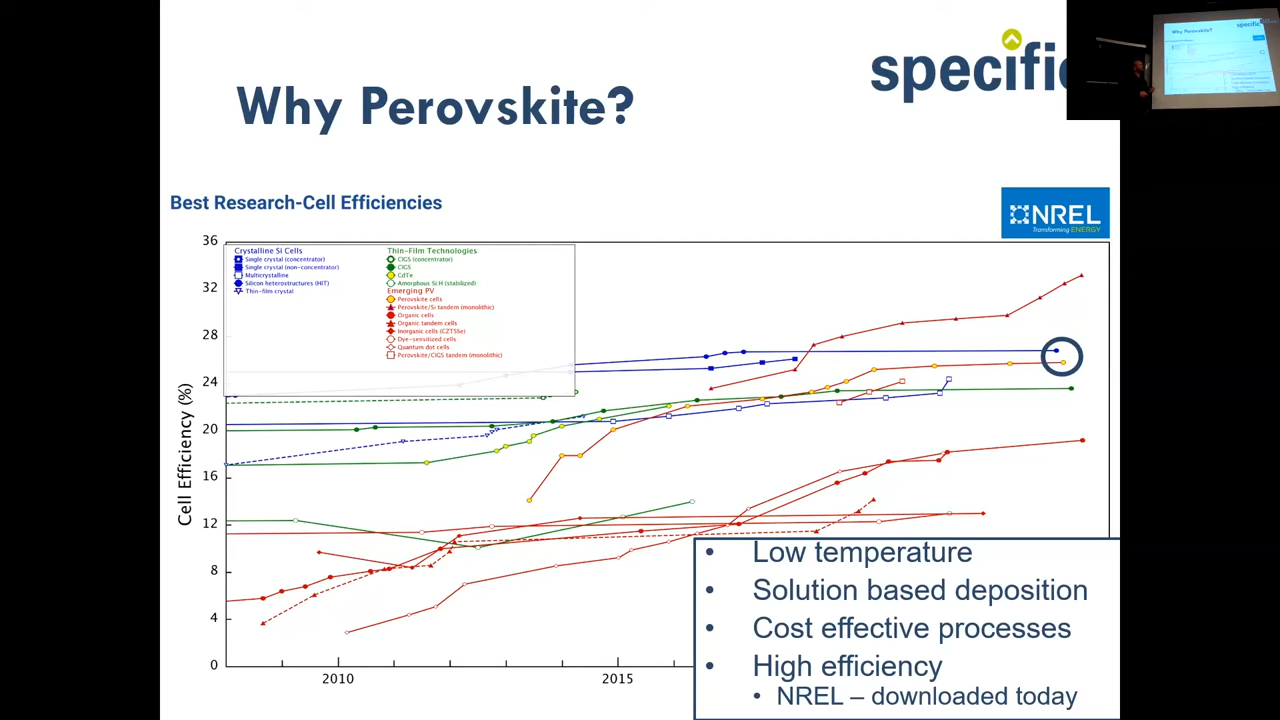 specific
Why Perovskite?
Best Research-Cell Efficiencies
NREL
Transforming ENERGY
36
32
28
24
20
16
12
8
4
0
Cell Efficiency (%)
2010
2015
Crystalline Si Cells
Single crystal (concentrator)
Single crystal (non-concentrator)
Multicrystalline
Silicon heterostructures (HIT)
Thin-film crystal
Thin-Film Technologies
CIGS (concentrator)
CIGS
CdTe
Amorphous Si:H (stabilized)
Emerging PV
Perovskite cells
Perovskite/Si tandem (monolithic)
Organic cells
Organic tandem cells
Inorganic cells (CZTSSe)
Dye-sensitized cells
Quantum dot cells
Perovskite/CIGS tandem (monolithic)
• Low temperature
• Solution based deposition
• Cost effective processes
• High efficiency
• NREL – downloaded today
Why Perovskite?
specific